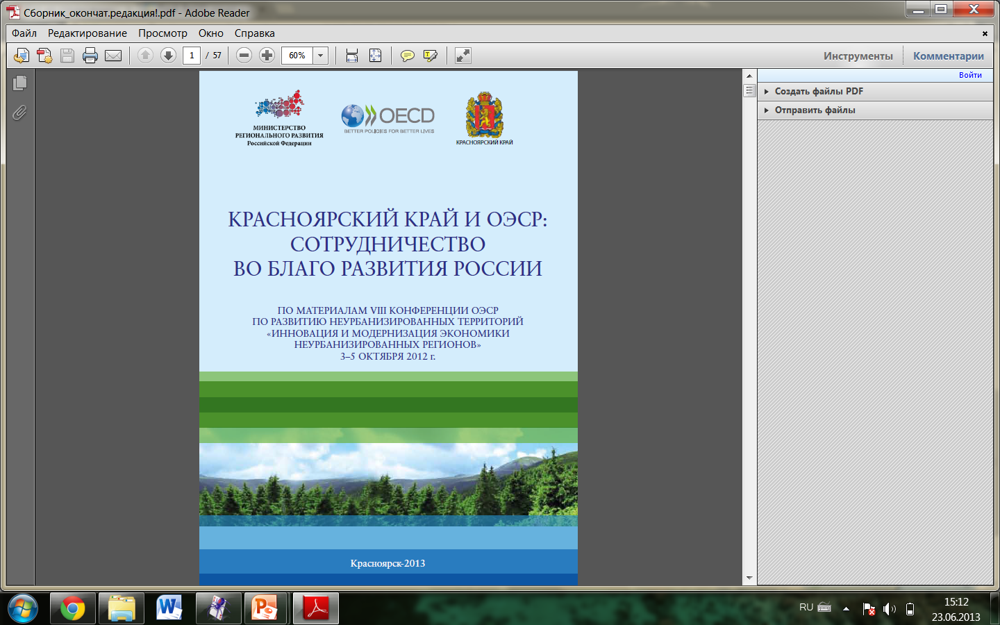 Сборник_окончат.редакция!.pdf - Adobe Reader
Файл Редактирование Просмотр Окно Справка
1 / 57 60% Инструменты Комментарии
Войти
Создать файлы PDF
Отправить файлы
МИНИСТЕРСТВО
РЕГИОНАЛЬНОГО РАЗВИТИЯ
Российской Федерации
OECD
BETTER POLICIES FOR BETTER LIVES
КРАСНОЯРСКИЙ КРАЙ
КРАСНОЯРСКИЙ КРАЙ И ОЭСР:
СОТРУДНИЧЕСТВО
ВО БЛАГО РАЗВИТИЯ РОССИИ
ПО МАТЕРИАЛАМ VIII КОНФЕРЕНЦИИ ОЭСР
ПО РАЗВИТИЮ НЕУРБАНИЗИРОВАННЫХ ТЕРРИТОРИЙ
«ИННОВАЦИЯ И МОДЕРНИЗАЦИЯ ЭКОНОМИКИ
НЕУРБАНИЗИРОВАННЫХ РЕГИОНОВ»
3–5 ОКТЯБРЯ 2012 г.
Красноярск-2013
RU
15:12
23.06.2013